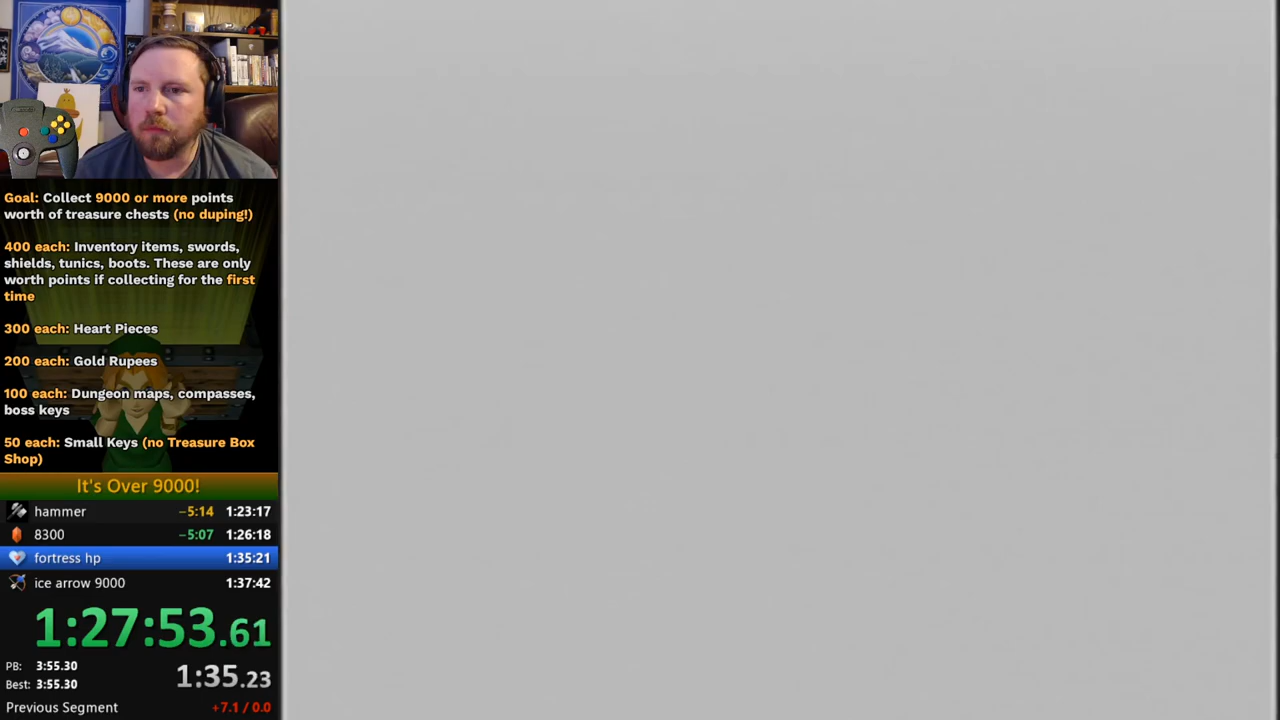 Goal: Collect 9000 or more points
worth of treasure chests (no duping!)
400 each: Inventory items, swords,
shields, tunics, boots. These are only
worth points if collecting for the first
time
300 each: Heart Pieces
200 each: Gold Rupees
100 each: Dungeon maps, compasses,
boss keys
50 each: Small Keys (no Treasure Box
Shop)
It's Over 9000!
hammer −5:14 1:23:17
8300 −5:07 1:26:18
fortress hp 1:35:21
ice arrow 9000 1:37:42
1:27:53.61
PB: 3:55.30
Best: 3:55.30
1:35.23
Previous Segment +7.1 / 0.0